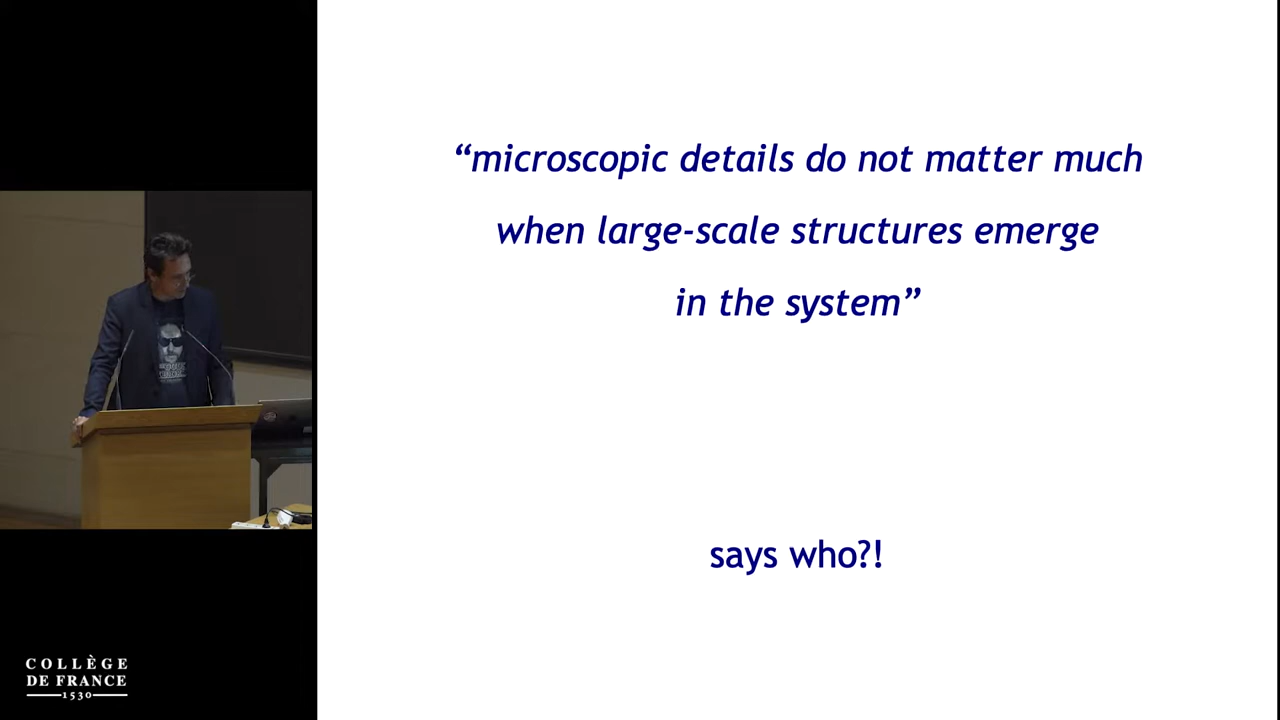 “microscopic details do not matter much
when large-scale structures emerge
in the system”
says who?!
COLLÈGE
DE FRANCE
1530